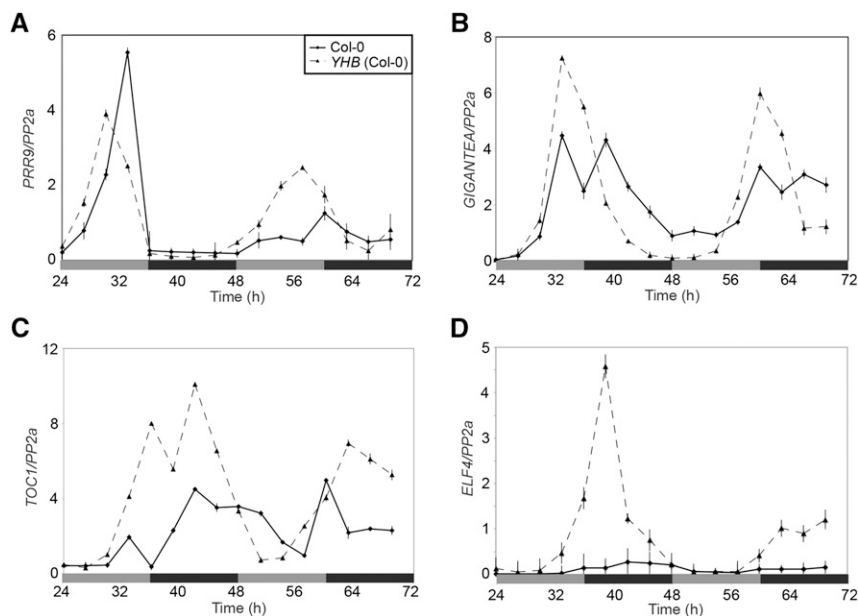 A
Col-0
YHB (Col-0)
PRR9/PP2a
6
4
2
0
24 32 40 48 56 64 72
Time (h)
B
GIGANTEA/PP2a
8
6
4
2
0
24 32 40 48 56 64 72
Time (h)
C
TOC1/PP2a
12
8
4
0
24 32 40 48 56 64 72
Time (h)
D
ELF4/PP2a
5
4
3
2
1
0
24 32 40 48 56 64 72
Time (h)